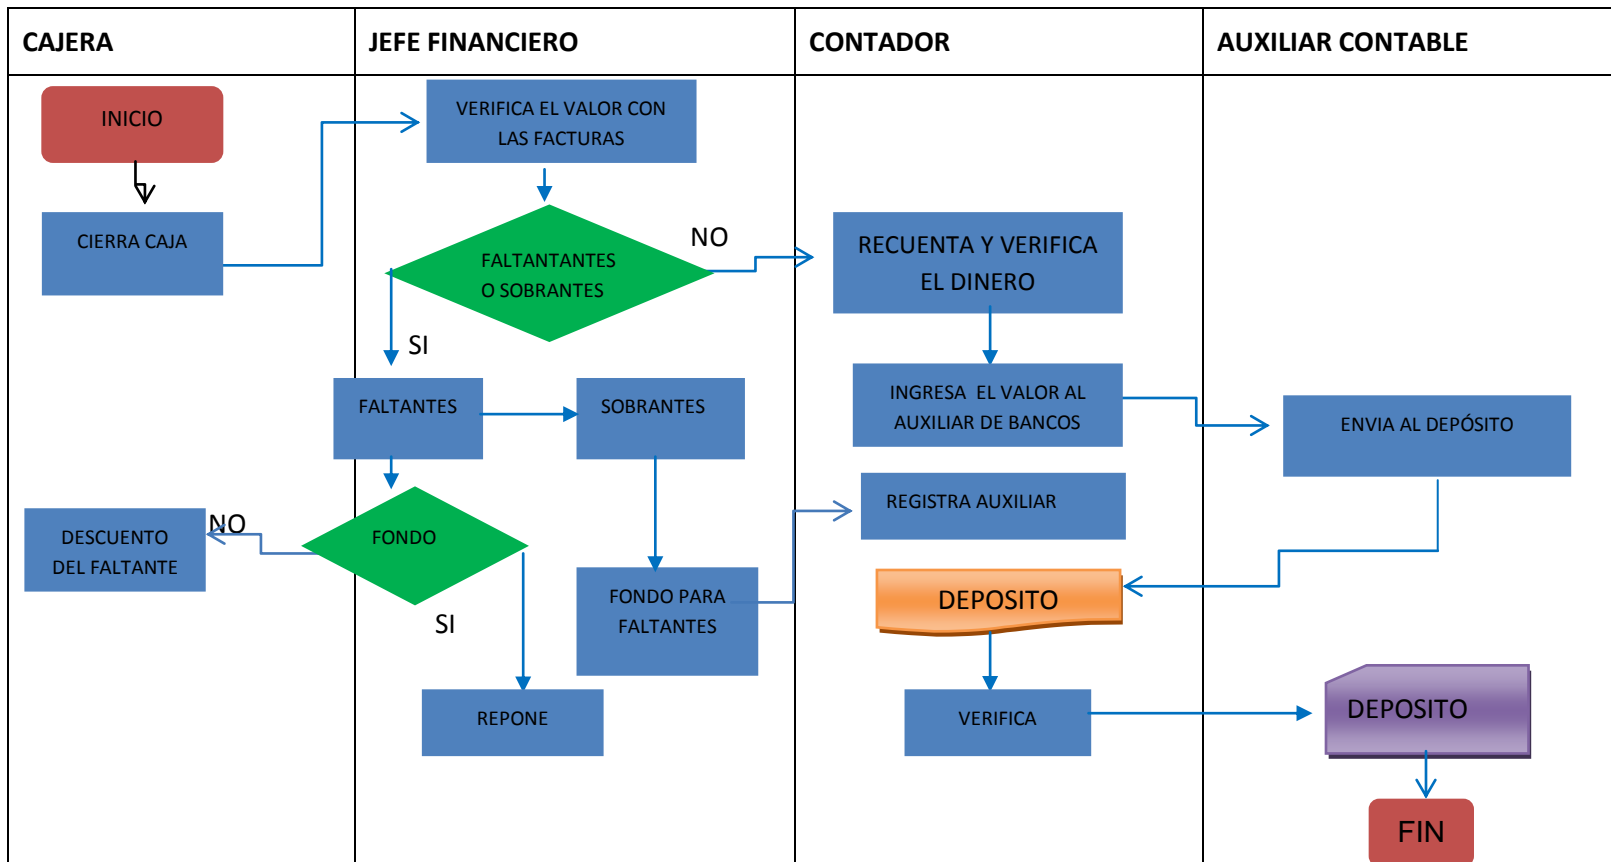 CAJERA
JEFE FINANCIERO
CONTADOR
AUXILIAR CONTABLE
INICIO
CIERRA CAJA
VERIFICA EL VALOR CON
LAS FACTURAS
FALTANTANTES
O SOBRANTES
NO
SI
RECUENTA Y VERIFICA
EL DINERO
FALTANTES
SOBRANTES
INGRESA  EL VALOR AL
AUXILIAR DE BANCOS
ENVIA AL DEPÓSITO
REGISTRA AUXILIAR
DESCUENTO
DEL FALTANTE
NO
FONDO
SI
FONDO PARA
FALTANTES
DEPOSITO
REPONE
VERIFICA
DEPOSITO
FIN